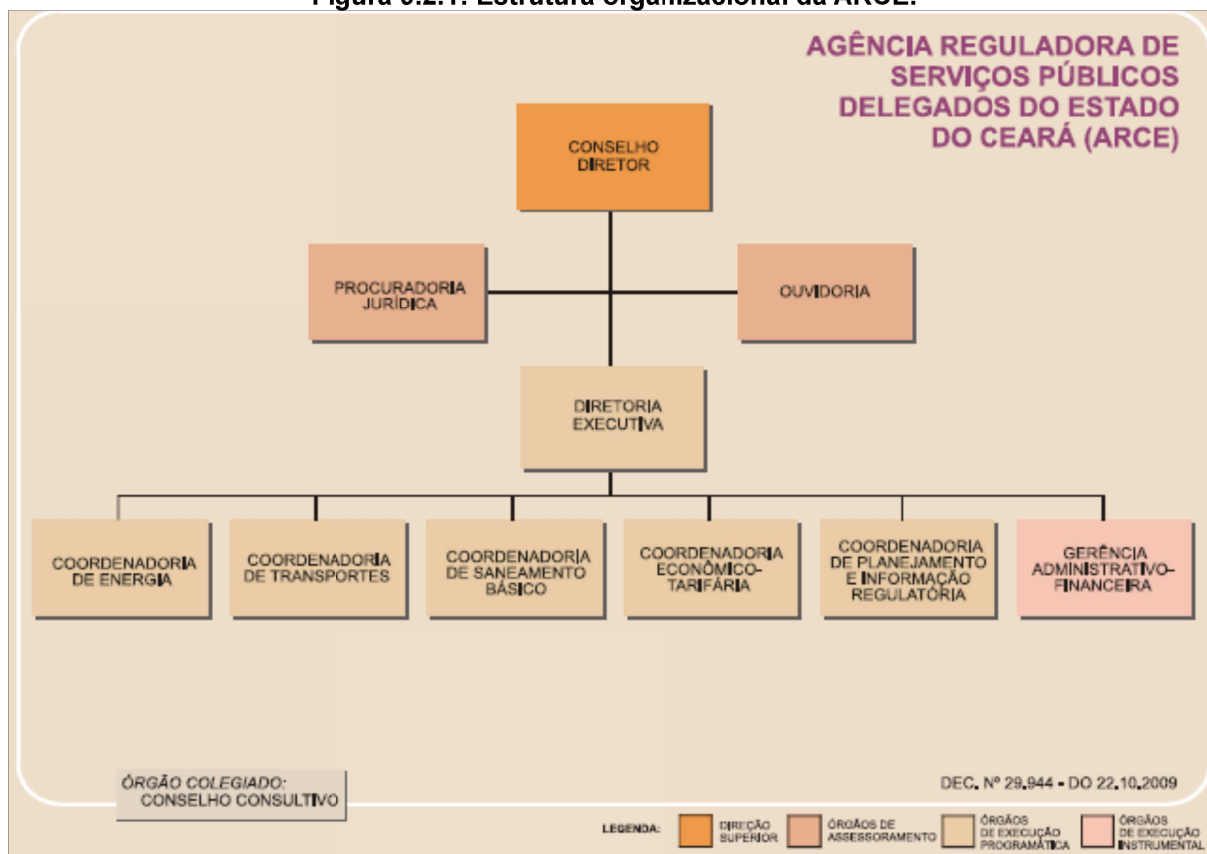 Figura 6.2.1: Estrutura organizacional da ARCE.
AGÊNCIA REGULADORA DE
SERVIÇOS PÚBLICOS
DELEGADOS DO ESTADO
DO CEARÁ (ARCE)
CONSELHO
DIRETOR
PROCURADORIA
JURÍDICA
OUVIDORIA
DIRETORIA
EXECUTIVA
COORDENADORIA
DE ENERGIA
COORDENADORIA
DE TRANSPORTES
COORDENADORIA
DE SANEAMENTO
BÁSICO
COORDENADORIA
ECONÔMICO-
TARIFÁRIA
COORDENADORIA
DE PLANEJAMENTO
E INFORMAÇÃO
REGULATÓRIA
GERÊNCIA
ADMINISTRATIVO-
FINANCEIRA
ÓRGÃO COLEGIADO:
CONSELHO CONSULTIVO
DEC. Nº 29.944 - DO 22.10.2009
LEGENDA:
DIREÇÃO
SUPERIOR
ÓRGÃOS DE
ASSESSORAMENTO
ÓRGÃOS
DE EXECUÇÃO
PROGRAMÁTICA
ÓRGÃOS
DE EXECUÇÃO
INSTRUMENTAL